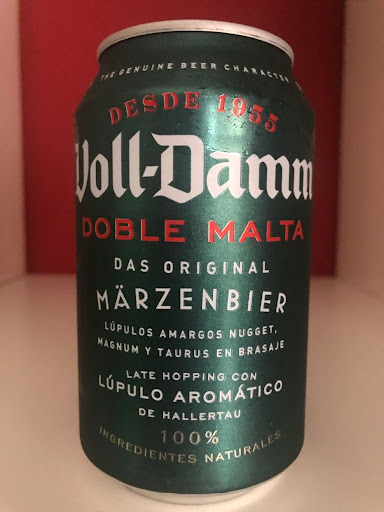 THE GENUINE BEER CHARACTER
DESDE 1953
Voll-Damm
DOBLE MALTA
DAS ORIGINAL
MÄRZENBIER
LÚPULOS AMARGOS NUGGET,
MAGNUM Y TAURUS EN BRASAJE
LATE HOPPING CON
LÚPULO AROMÁTICO
DE HALLERTAU
100%
INGREDIENTES NATURALES